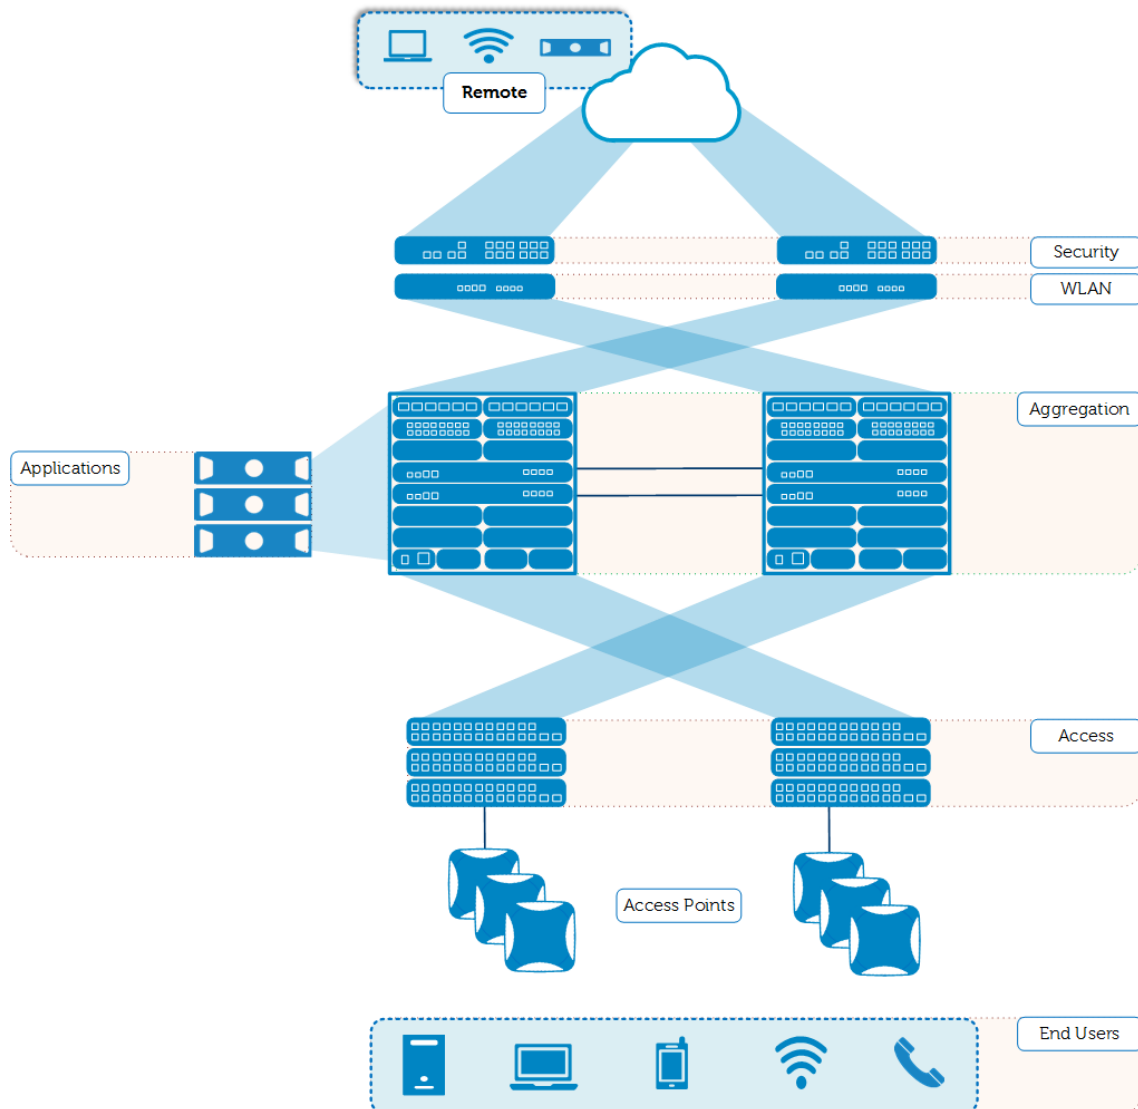 Remote
Security
WLAN
Aggregation
Applications
Access
Access Points
End Users